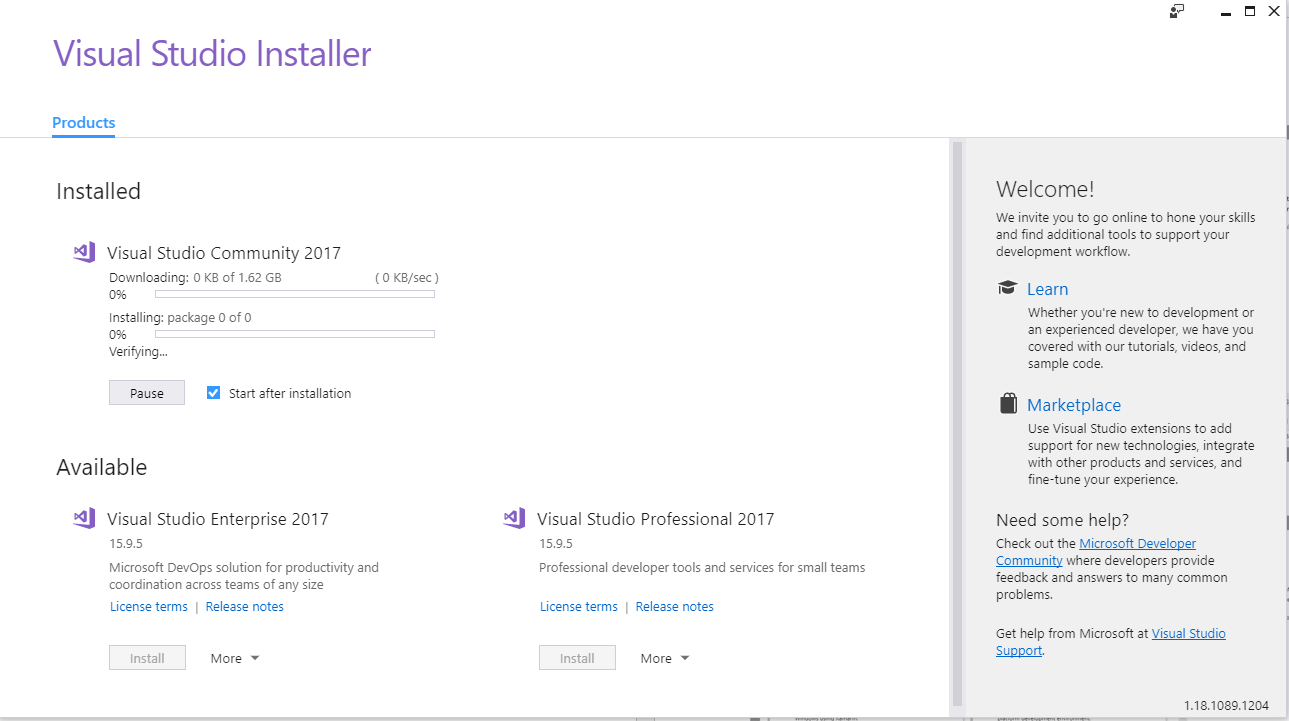 Visual Studio Installer
Products
Installed
Visual Studio Community 2017
Downloading: 0 KB of 1.62 GB ( 0 KB/sec )
0%
Installing: package 0 of 0
0%
Verifying...
Pause Start after installation
Available
Visual Studio Enterprise 2017
15.9.5
Microsoft DevOps solution for productivity and
coordination across teams of any size
License terms | Release notes
Install More
Visual Studio Professional 2017
15.9.5
Professional developer tools and services for small teams
License terms | Release notes
Install More
Welcome!
We invite you to go online to hone your skills
and find additional tools to support your
development workflow.
Learn
Whether you're new to development or
an experienced developer, we have you
covered with our tutorials, videos, and
sample code.
Marketplace
Use Visual Studio extensions to add
support for new technologies, integrate
with other products and services, and
fine-tune your experience.
Need some help?
Check out the Microsoft Developer
Community where developers provide
feedback and answers to many common
problems.
Get help from Microsoft at Visual Studio
Support.
1.18.1089.1204